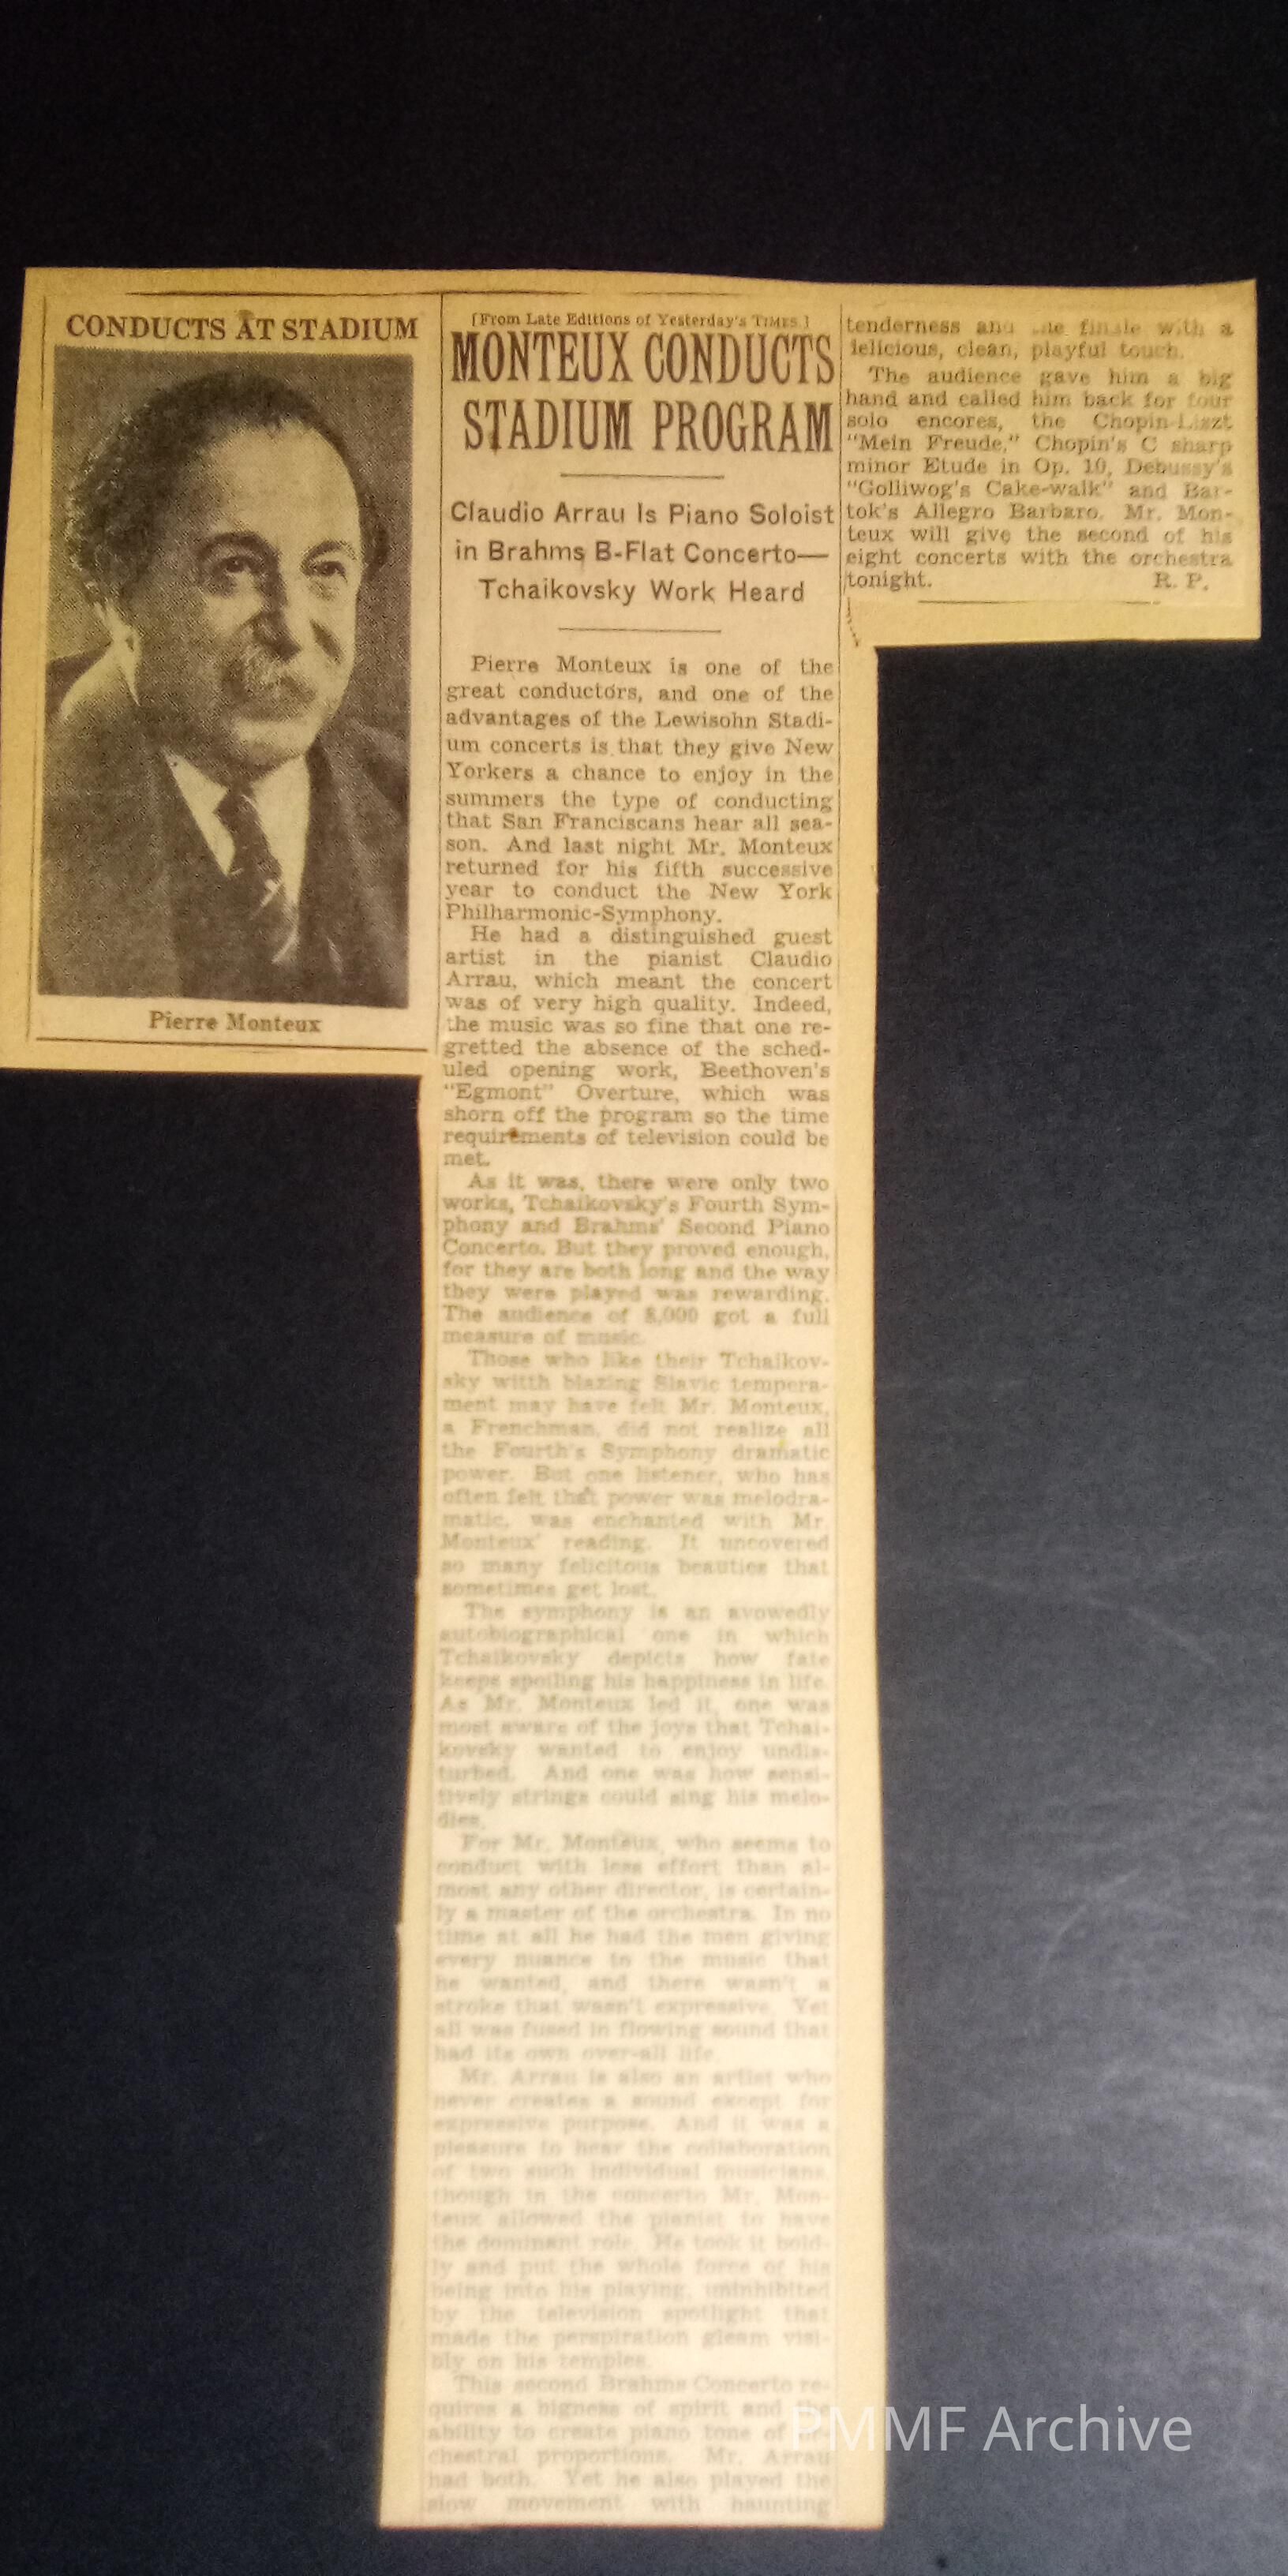 CONDUCTS AT STADIUM
Pierre Monteux
[From Late Editions of Yesterday's TIMES.]
MONTEUX CONDUCTS
STADIUM PROGRAM
Claudio Arrau Is Piano Soloist
in Brahms B-Flat Concerto—
Tchaikovsky Work Heard
Pierre Monteux is one of the
great conductors, and one of the
advantages of the Lewisohn Stadi-
um concerts is that they give New
Yorkers a chance to enjoy in the
summers the type of conducting
that San Franciscans hear all sea-
son. And last night Mr. Monteux
returned for his fifth successive
year to conduct the New York
Philharmonic-Symphony.
He had a distinguished guest
artist in the pianist Claudio
Arrau, which meant the concert
was of very high quality. Indeed,
the music was so fine that one re-
gretted the absence of the sched-
uled opening work, Beethoven's
"Egmont" Overture, which was
shorn off the program so the time
requirements of television could be
met.
As it was, there were only two
works, Tchaikovsky's Fourth Sym-
phony and Brahms' Second Piano
Concerto. But they proved enough,
for they are both long and the way
they were played was rewarding.
The audience of 8,000 got a full
measure of music.
Those who like their Tchaikov-
sky witth blazing Slavic tempera-
ment may have felt Mr. Monteux,
a Frenchman, did not realize all
the Fourth's Symphony dramatic
power. But one listener, who has
often felt that power was melodra-
matic, was enchanted with Mr.
Monteux' reading. It uncovered
so many felicitous beauties that
sometimes get lost.
The symphony is an avowedly
autobiographical one in which
Tchaikovsky depicts how fate
keeps spoiling his happiness in life.
As Mr. Monteux led it, one was
most aware of the joys that Tchai-
kovsky wanted to enjoy undis-
turbed. And one was how sensi-
tively strings could sing his melo-
dies.
For Mr. Monteux, who seems to
conduct with less effort than al-
most any other director, is certain-
ly a master of the orchestra. In no
time at all he had the men giving
every nuance to the music that
he wanted, and there wasn't a
stroke that wasn't expressive. Yet
all was fused in flowing sound that
had its own over-all life.
Mr. Arrau is also an artist who
never creates a sound except for
expressive purpose. And it was a
pleasure to hear the collaboration
of two such individual musicians,
though in the concerto Mr. Mon-
teux allowed the pianist to have
the dominant role. He took it bold-
ly and put the whole force of his
being into his playing, uninhibited
by the television spotlight that
made the perspiration gleam visi-
bly on his temples.
This second Brahms Concerto re-
quires a bigness of spirit and the
ability to create piano tone of or-
chestral proportions. Mr. Arrau
had both. Yet he also played the
slow movement with haunting
tenderness and the finale with a
delicious, clean, playful touch.
The audience gave him a big
hand and called him back for four
solo encores, the Chopin-Liszt
"Mein Freude," Chopin's C sharp
minor Etude in Op. 10, Debussy's
"Golliwog's Cake-walk" and Bar-
tok's Allegro Barbaro. Mr. Mon-
teux will give the second of his
eight concerts with the orchestra
tonight. R. P.
PMMF Archive